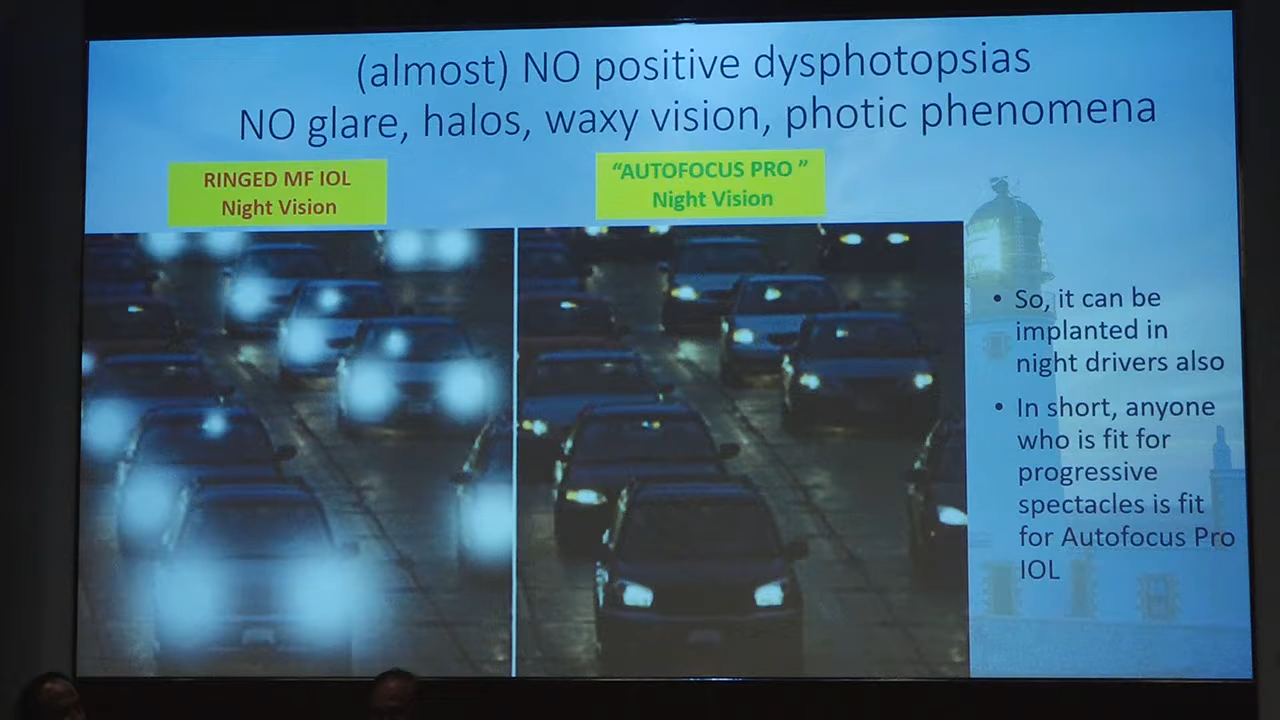 (almost) NO positive dysphotopsias
NO glare, halos, waxy vision, photic phenomena
RINGED MF IOL
Night Vision
“AUTOFOCUS PRO ”
Night Vision
• So, it can be
implanted in
night drivers also
• In short, anyone
who is fit for
progressive
spectacles is fit
for Autofocus Pro
IOL